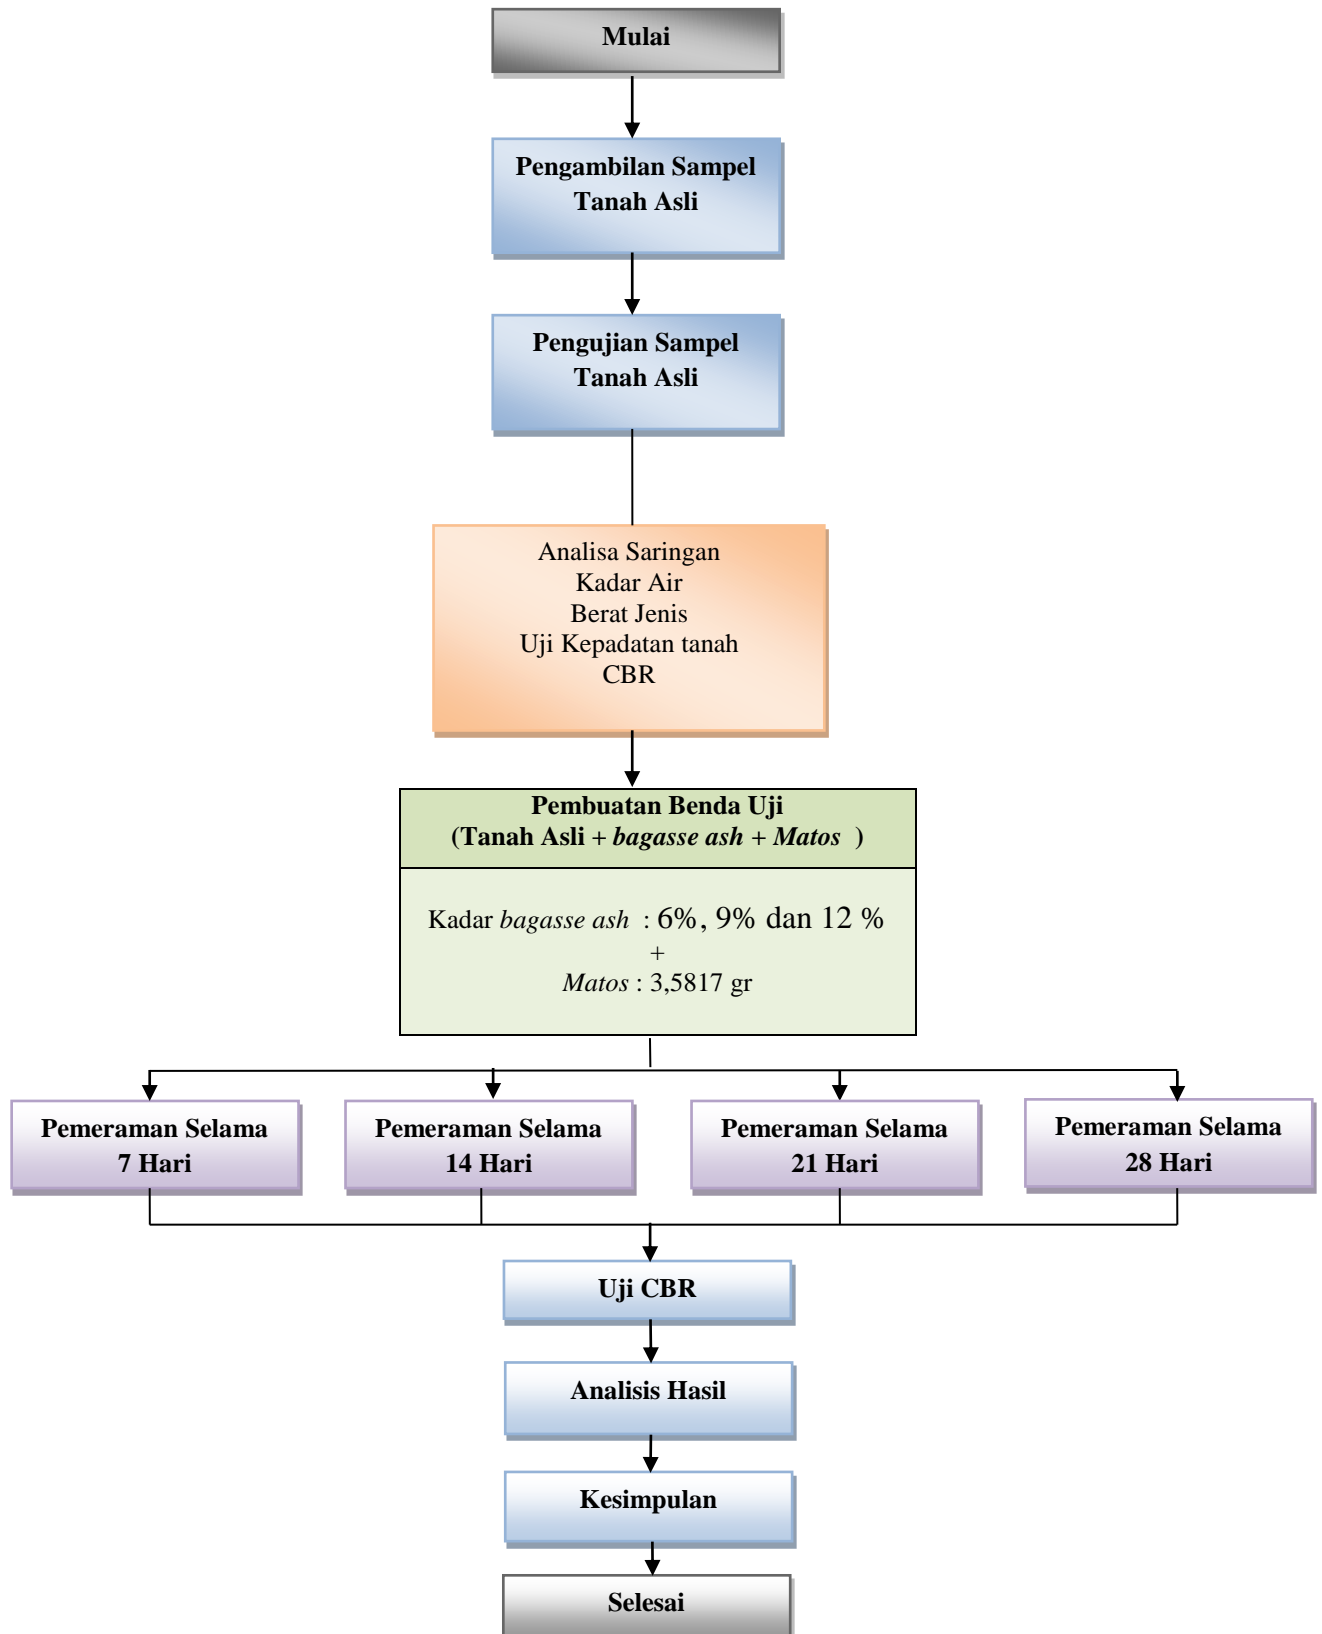 Mulai
Pengambilan Sampel
Tanah Asli
Pengujian Sampel
Tanah Asli
Analisa Saringan
Kadar Air
Berat Jenis
Uji Kepadatan tanah
CBR
Pembuatan Benda Uji
(Tanah Asli + bagasse ash + Matos )
Kadar bagasse ash : 6%, 9% dan 12 %
+
Matos : 3,5817 gr
Pemeraman Selama
7 Hari
Pemeraman Selama
14 Hari
Pemeraman Selama
21 Hari
Pemeraman Selama
28 Hari
Uji CBR
Analisis Hasil
Kesimpulan
Selesai